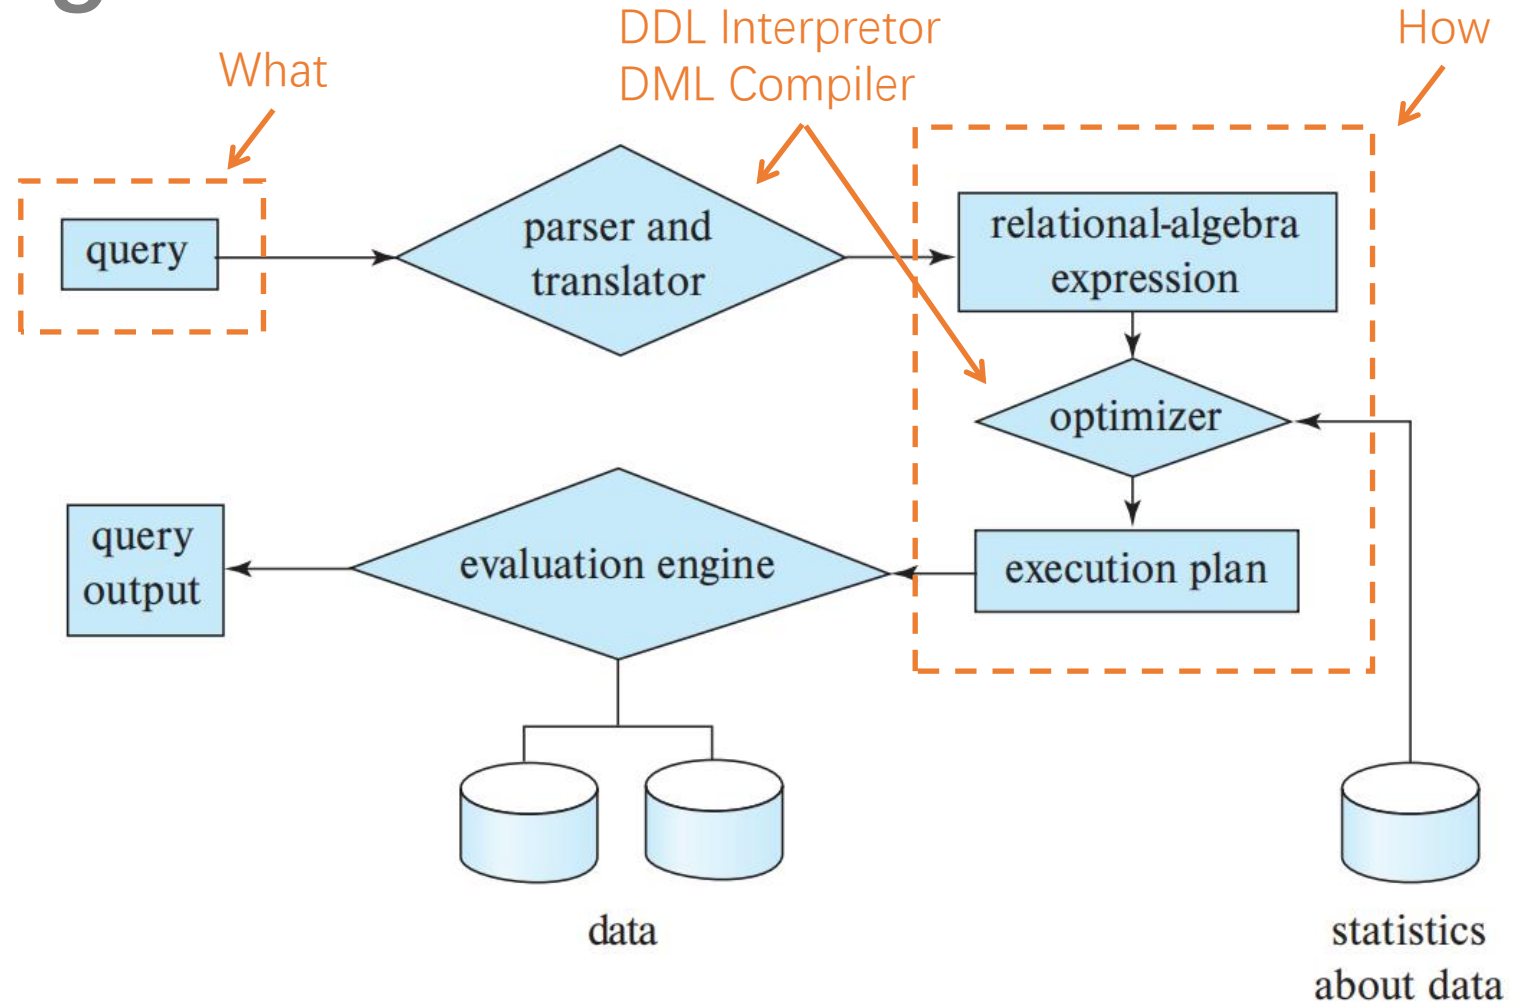 DDL Interpretor
DML Compiler
How
What
query
parser and
translator
relational-algebra
expression
optimizer
query
output
evaluation engine
execution plan
data
statistics
about data